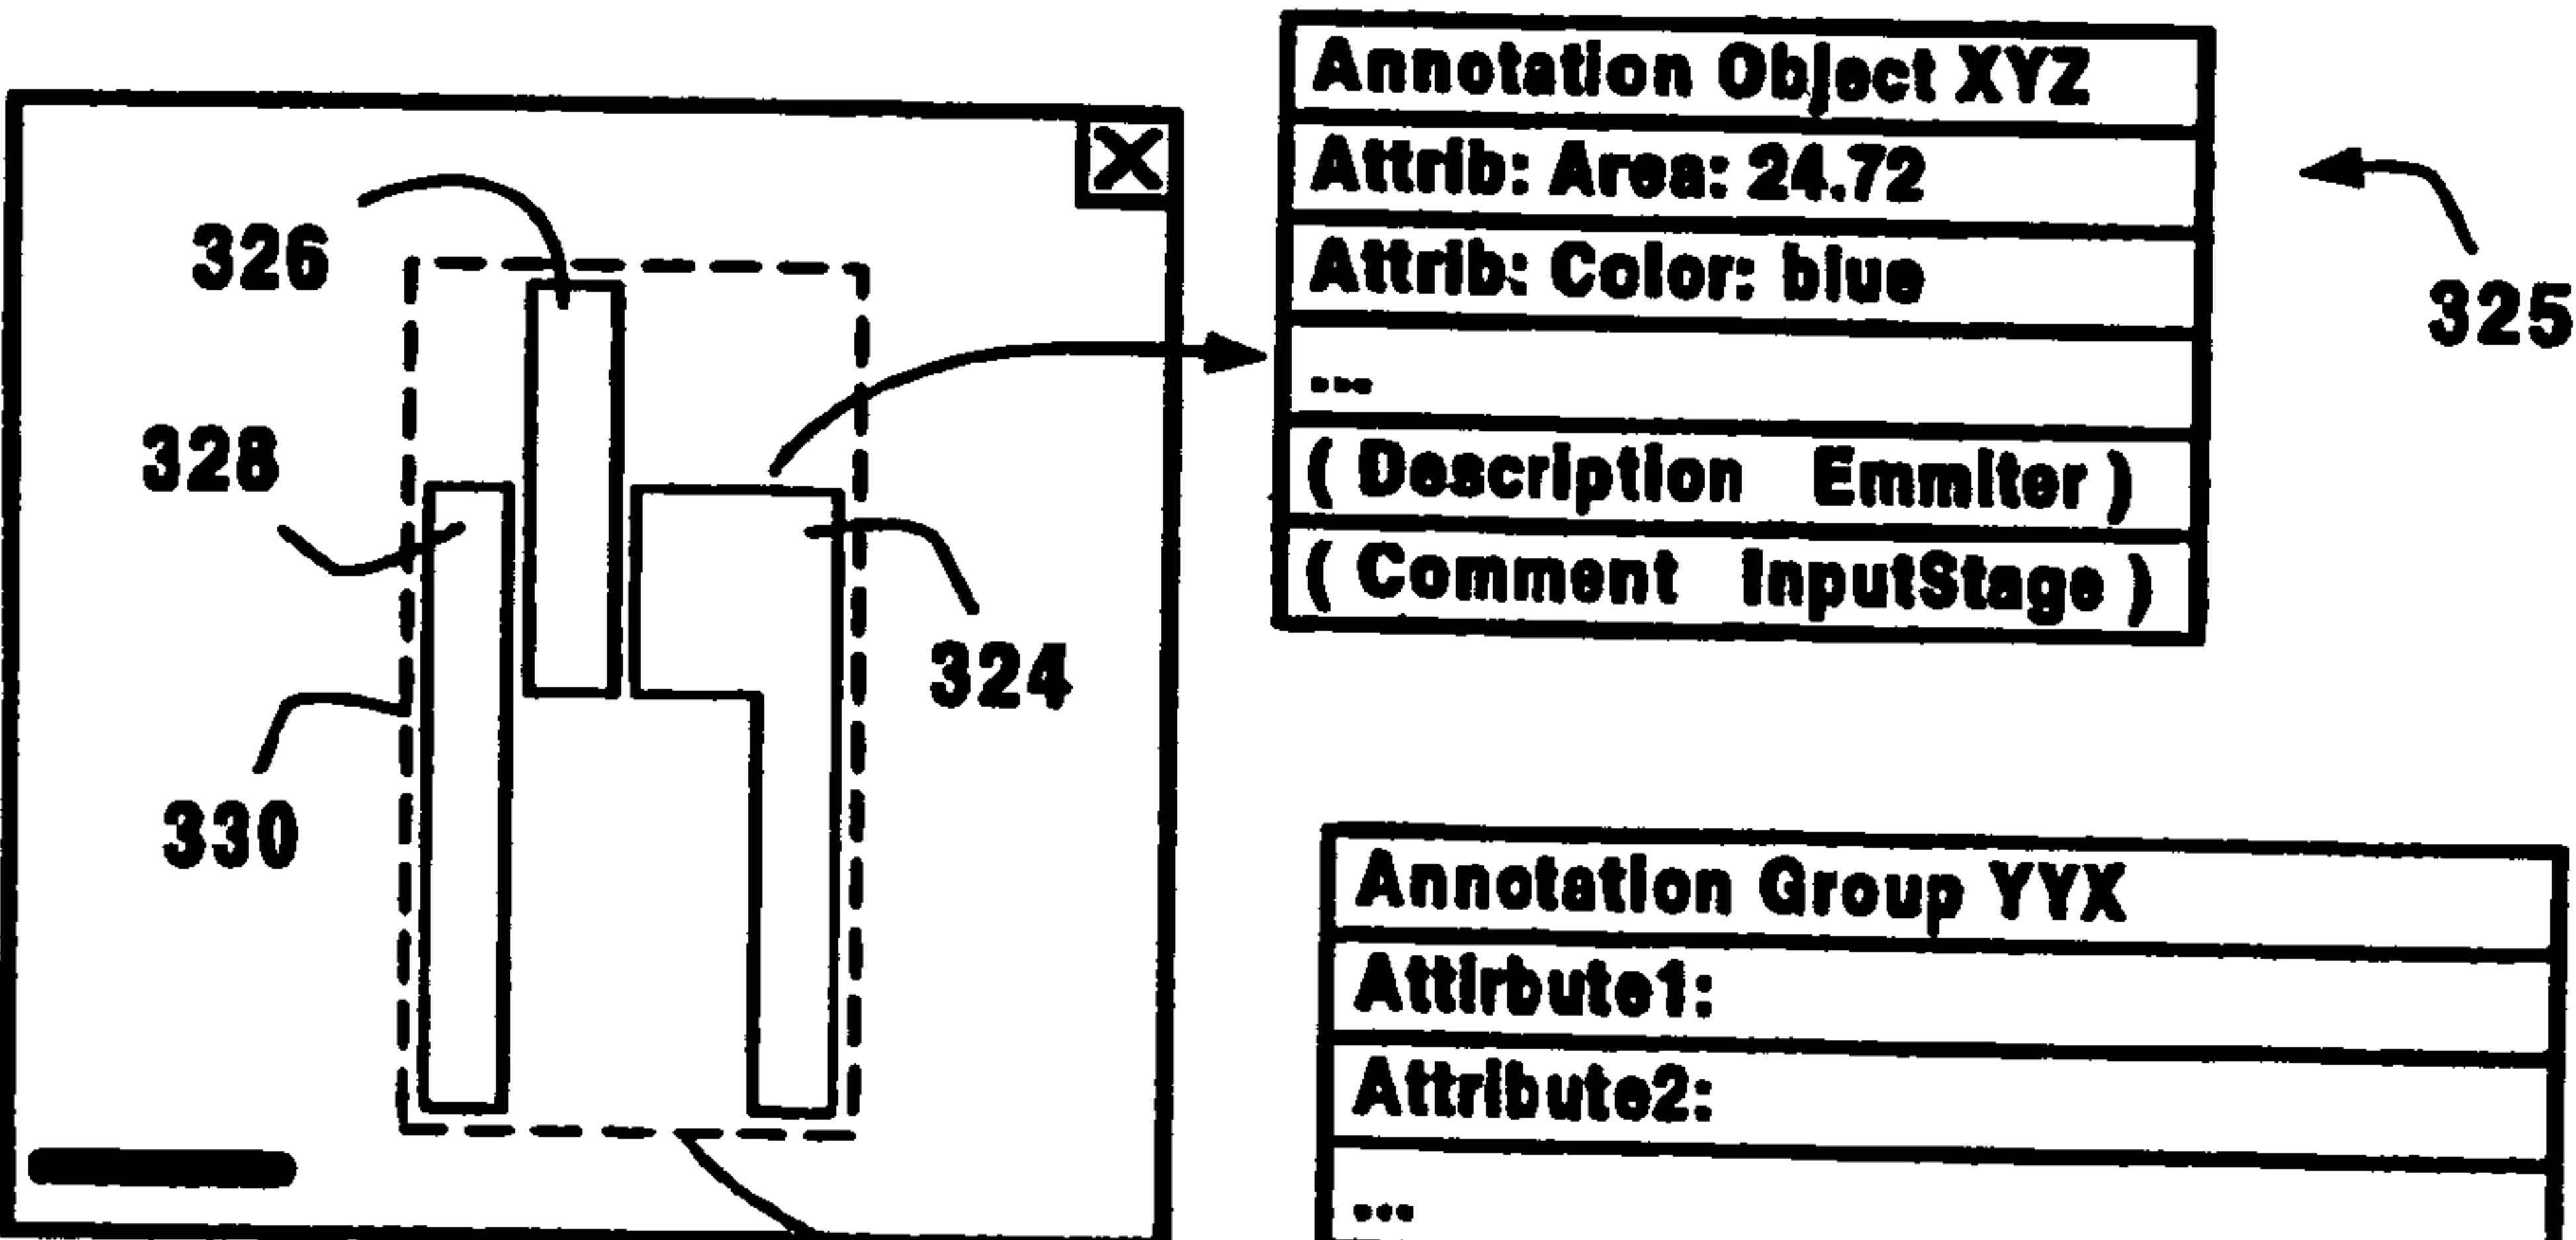 Annotation Object XYZ
Attrib: Area: 24.72
Attrib: Color: blue
...
( Description Emmiter )
( Comment InputStage )
325
326
328
324
330
Annotation Group YYX
Attirbute1:
Attribute2:
...